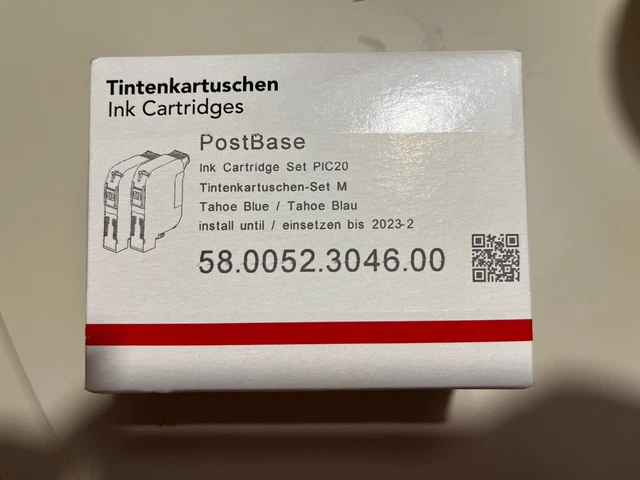 Tintenkartuschen
Ink Cartridges
PostBase
Ink Cartridge Set PIC20
Tintenkartuschen-Set M
Tahoe Blue / Tahoe Blau
install until / einsetzen bis 2023-2
58.0052.3046.00